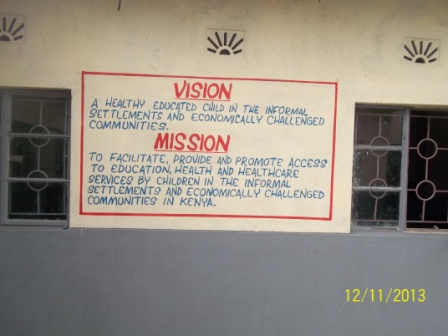 VISION
A HEALTHY EDUCATED CHILD IN THE INFORMAL
SETTLEMENTS AND ECONOMICALLY CHALLENGED
COMMUNITIES.
MISSION
TO FACILITATE, PROVIDE AND PROMOTE ACCESS
TO EDUCATION, HEALTH AND HEALTHCARE
SERVICES BY CHILDREN IN THE INFORMAL
SETTLEMENTS AND ECONOMICALLY CHALLENGED
COMMUNITIES IN KENYA.
12/11/2013